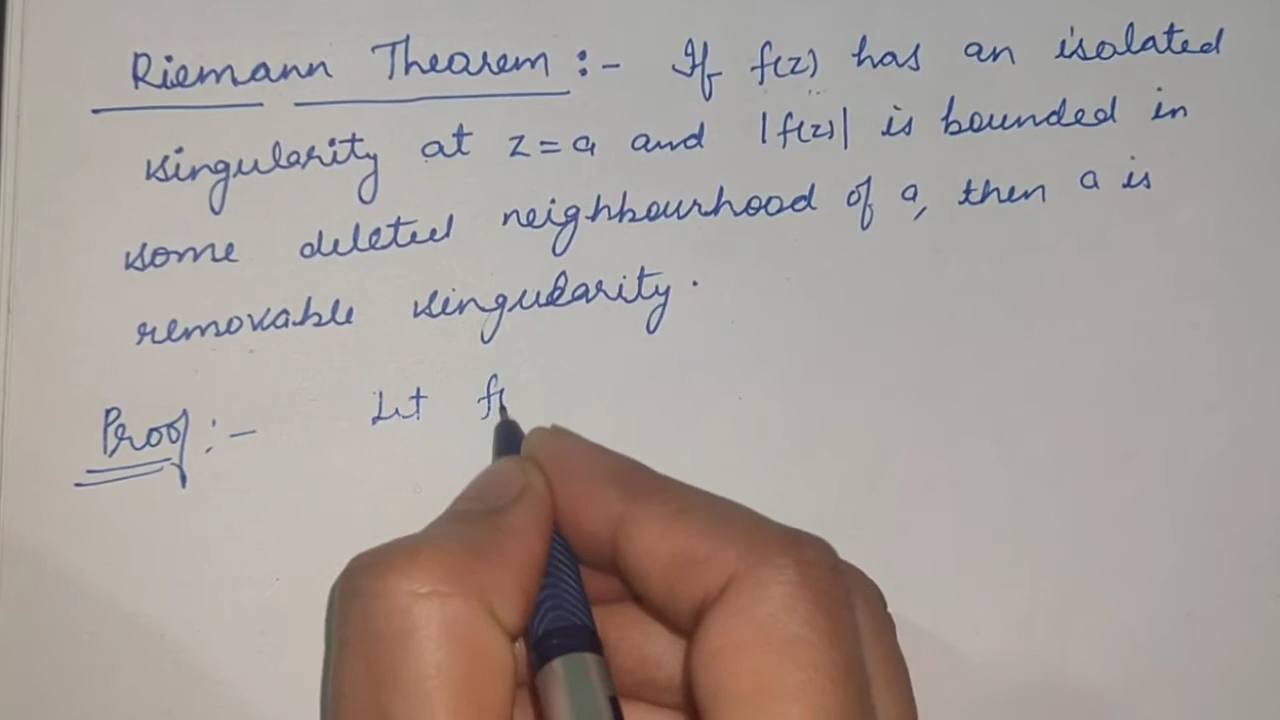 Riemann Thearem :- If f(z) has an isolated
singularity at z=a and |f(z)| is bounded in
some deleted neighbourhood of a, then a is
removable singularity.
Proof :- Let f(